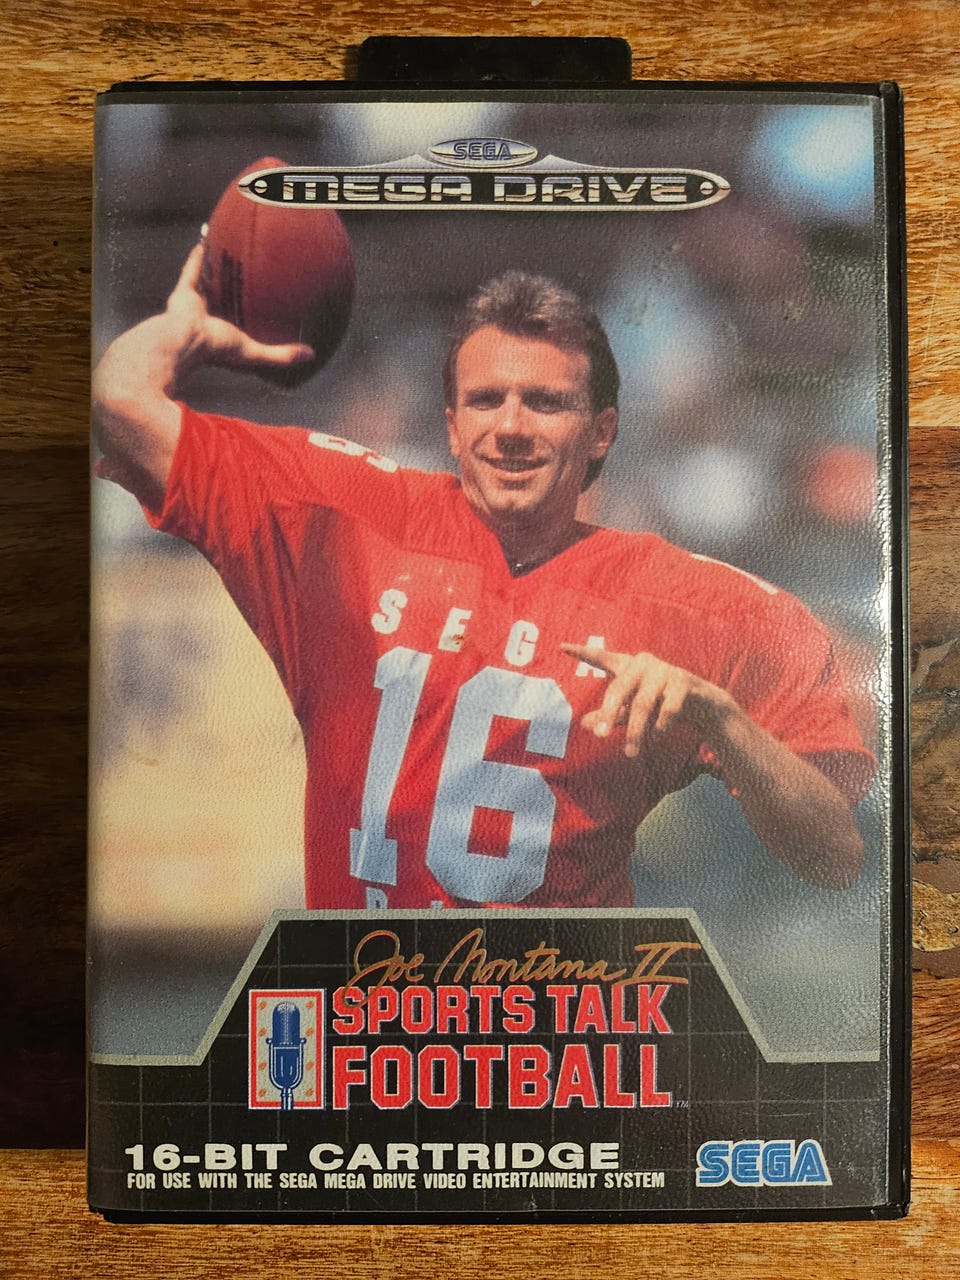 SEGA
MEGA DRIVE
SEGA
16
Joe Montana II
SPORTS TALK
FOOTBALL
TM
16-BIT CARTRIDGE
FOR USE WITH THE SEGA MEGA DRIVE VIDEO ENTERTAINMENT SYSTEM
SEGA